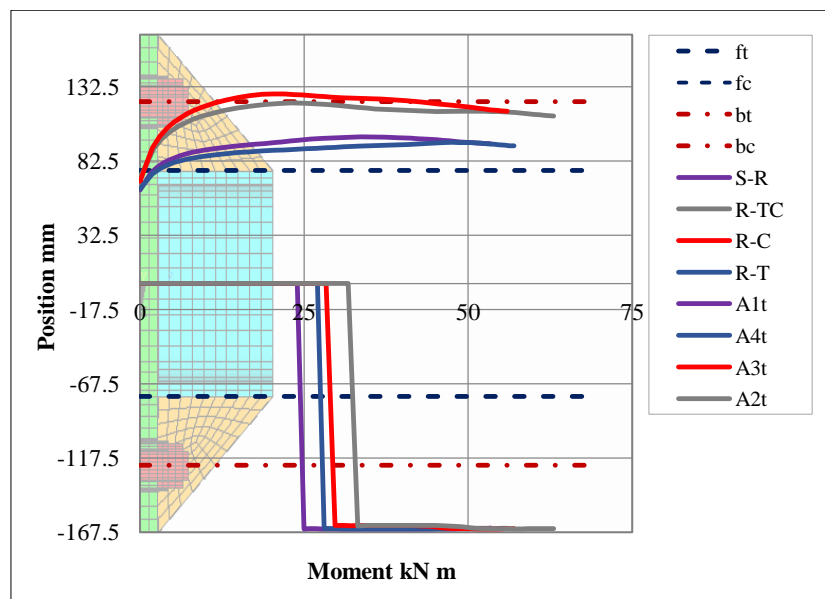 132.5
82.5
32.5
-17.5
-67.5
-117.5
-167.5
0
25
50
75
Position mm
Moment kN m
ft
fc
bt
bc
S-R
R-TC
R-C
R-T
A1t
A4t
A3t
A2t